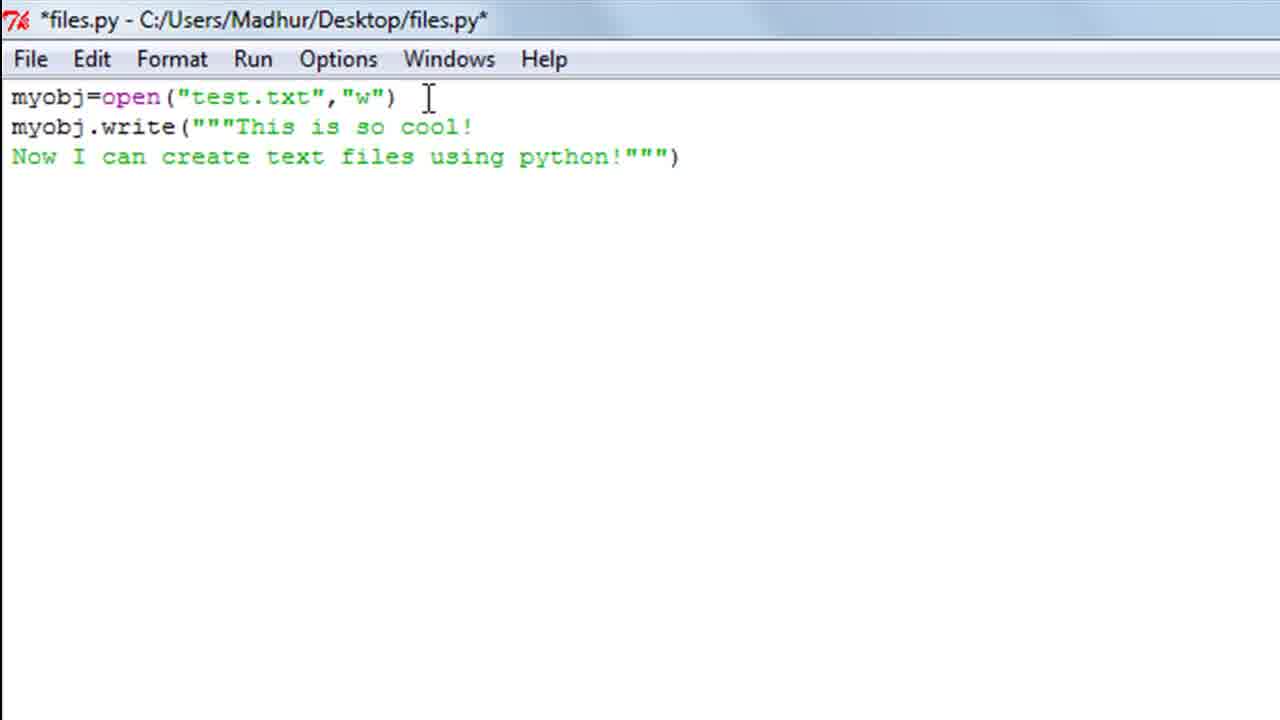 *files.py - C:/Users/Madhur/Desktop/files.py*
File Edit Format Run Options Windows Help
myobj=open("test.txt","w")
myobj.write("""This is so cool!
Now I can create text files using python!""")